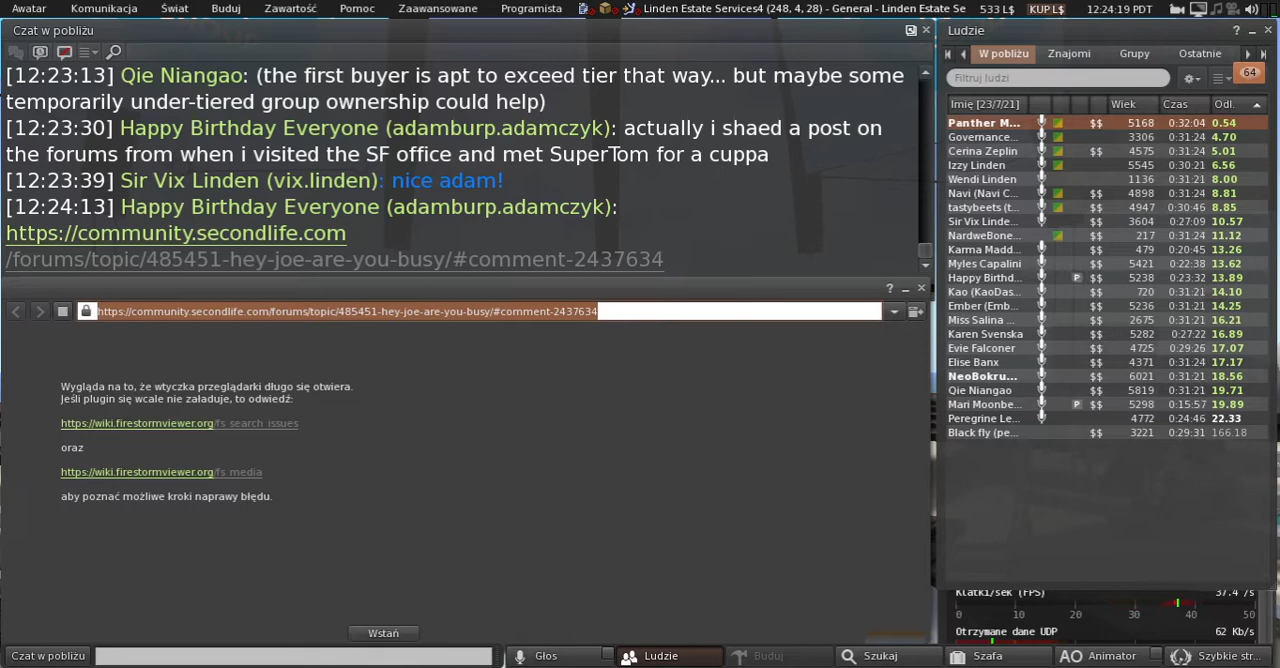 Awatar Komunikacja Świat Buduj Zawartość Pomoc Zaawansowane Programista Linden Estate Services4 (248, 4, 28) - General - Linden Estate Se 533 L$ KUP L$ 12:24:19 PDT
Czat w pobliżu
[12:23:13] Qie Niangao: (the first buyer is apt to exceed tier that way... but maybe some
temporarily under-tiered group ownership could help)
[12:23:30] Happy Birthday Everyone (adamburp.adamczyk): actually i shaed a post on
the forums from when i visited the SF office and met SuperTom for a cuppa
[12:23:39] Sir Vix Linden (vix.linden): nice adam!
[12:24:13] Happy Birthday Everyone (adamburp.adamczyk):
https://community.secondlife.com
/forums/topic/485451-hey-joe-are-you-busy/#comment-2437634
https://community.secondlife.com/forums/topic/485451-hey-joe-are-you-busy/#comment-2437634
Wygląda na to, że wtyczka przeglądarki długo się otwiera.
Jeśli plugin się wcale nie załaduje, to odwiedź:
https://wiki.firestormviewer.org/fs_search_issues
oraz
https://wiki.firestormviewer.org/fs_media
aby poznać możliwe kroki naprawy błędu.
Wstań
Ludzie
W pobliżu Znajomi Grupy Ostatnie
Filtruj ludzi 64
Imię [23/7/21] Wiek Czas Odl.
Panther M... $$ 5168 0:32:04 0.54
Governance... 3306 0:31:24 4.70
Cerina Zeplin $$ 4575 0:31:24 5.01
Izzy Linden 5545 0:30:21 6.56
Wendi Linden 1136 0:31:21 8.00
Navi (Navi C... $$ 4898 0:31:24 8.81
tastybeets (t... $$ 4947 0:30:46 8.85
Sir Vix Linde... $$ 3604 0:27:09 10.57
NardweBone... 217 0:31:24 11.12
Karma Madd... $$ 479 0:20:45 13.26
Myles Capalini $$ 5421 0:22:38 13.62
Happy Birthd... P $$ 5238 0:23:32 13.89
Kao (KaoDas... $$ 720 0:31:21 14.10
Ember (Emb... $$ 5236 0:31:21 14.25
Miss Salina ... $$ 2675 0:31:21 16.21
Karen Svenska $$ 5282 0:27:22 16.89
Evie Falconer $$ 4725 0:29:26 17.07
Elise Banx $$ 4371 0:31:24 17.17
NeoBokru... $$ 6021 0:31:21 18.56
Qie Niangao $$ 5819 0:31:21 19.71
Mari Moonbe... P $$ 5298 0:15:57 19.89
Peregrine Le... 4772 0:24:46 22.33
Black fly (pe... $$ 3221 0:29:31 166.18
Klatki/sek (FPS) 37.4 /s
0 10 20 30 40 50
Otrzymane dane UDP 62 Kb/s
Czat w pobliżu Głos Ludzie Buduj Szukaj Szafa AO Animator Szybkie str...